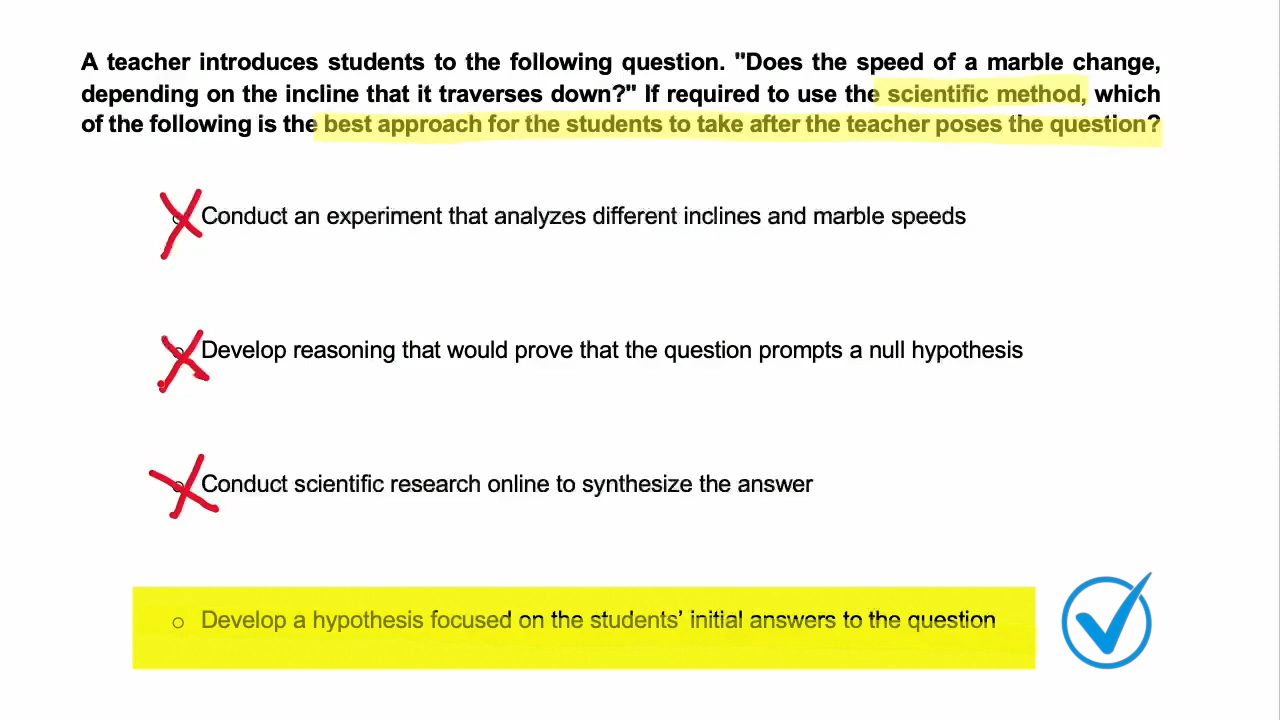 A teacher introduces students to the following question. "Does the speed of a marble change,
depending on the incline that it traverses down?" If required to use the scientific method, which
of the following is the best approach for the students to take after the teacher poses the question?
Conduct an experiment that analyzes different inclines and marble speeds
Develop reasoning that would prove that the question prompts a null hypothesis
Conduct scientific research online to synthesize the answer
Develop a hypothesis focused on the students’ initial answers to the question